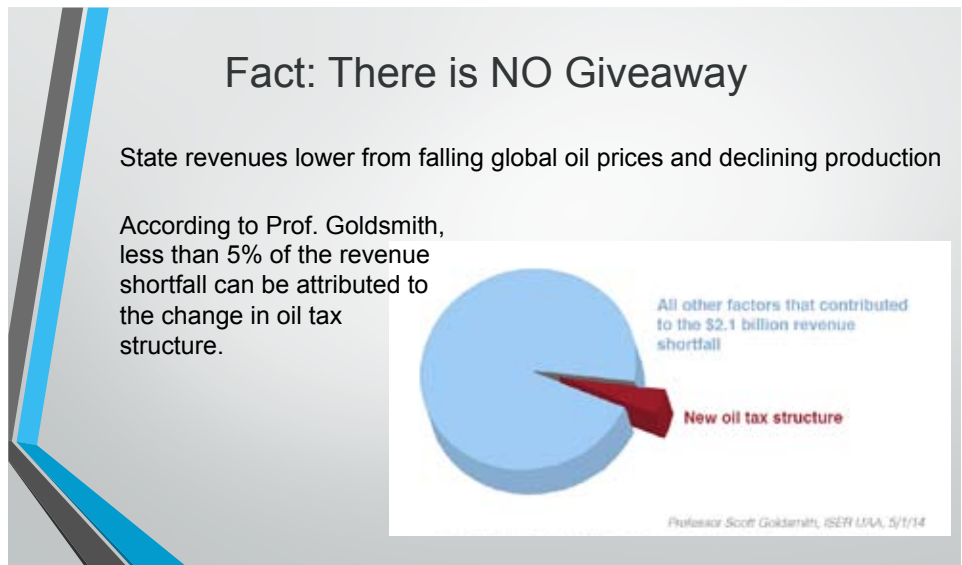 Fact: There is NO Giveaway
State revenues lower from falling global oil prices and declining production
According to Prof. Goldsmith,
less than 5% of the revenue
shortfall can be attributed to
the change in oil tax
structure.
All other factors that contributed
to the $2.1 billion revenue
shortfall
New oil tax structure
Professor Scott Goldsmith, ISER UAA, 5/1/14